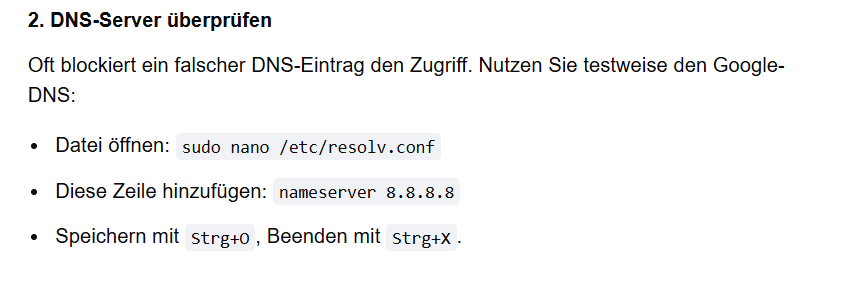 2. DNS-Server überprüfen
Oft blockiert ein falscher DNS-Eintrag den Zugriff. Nutzen Sie testweise den Google-
DNS:
• Datei öffnen: sudo nano /etc/resolv.conf
• Diese Zeile hinzufügen: nameserver 8.8.8.8
• Speichern mit Strg+O, Beenden mit Strg+X.